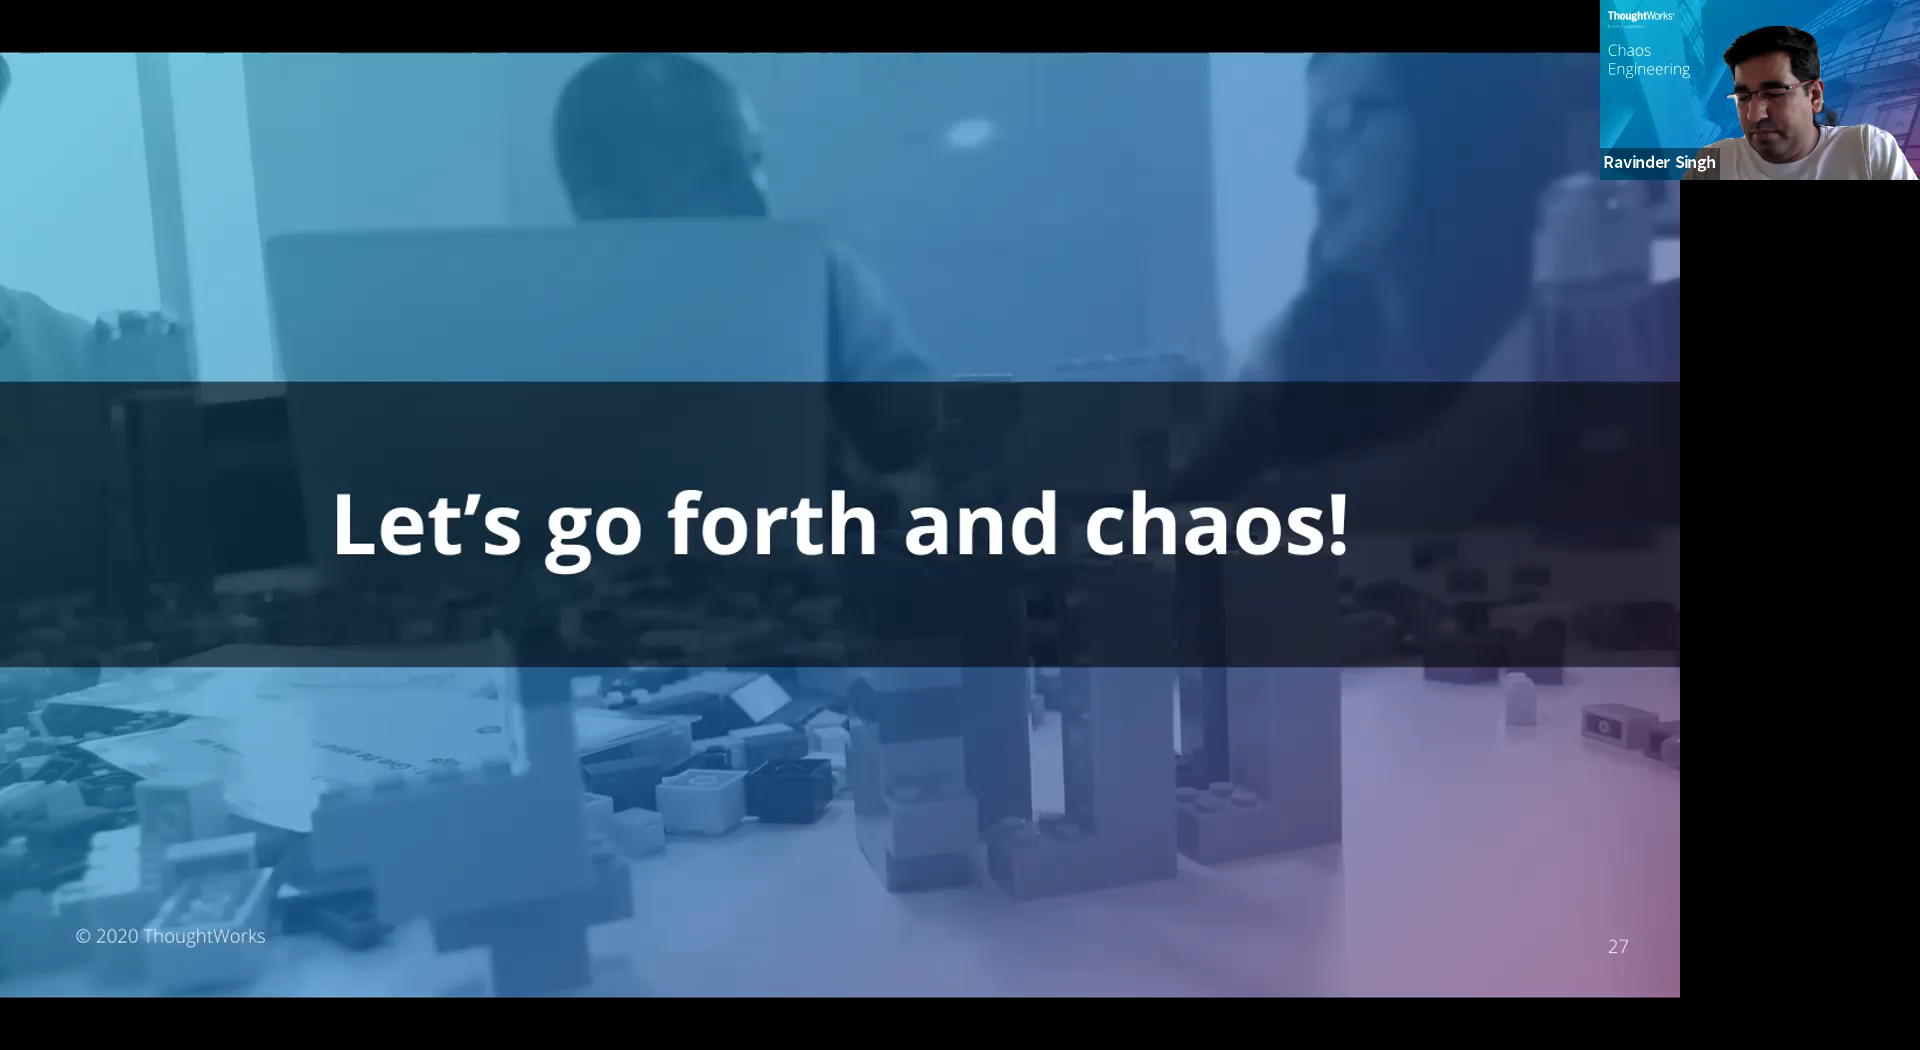 Let's go forth and chaos!
© 2020 ThoughtWorks
27
ThoughtWorks
Chaos
Engineering
Ravinder Singh